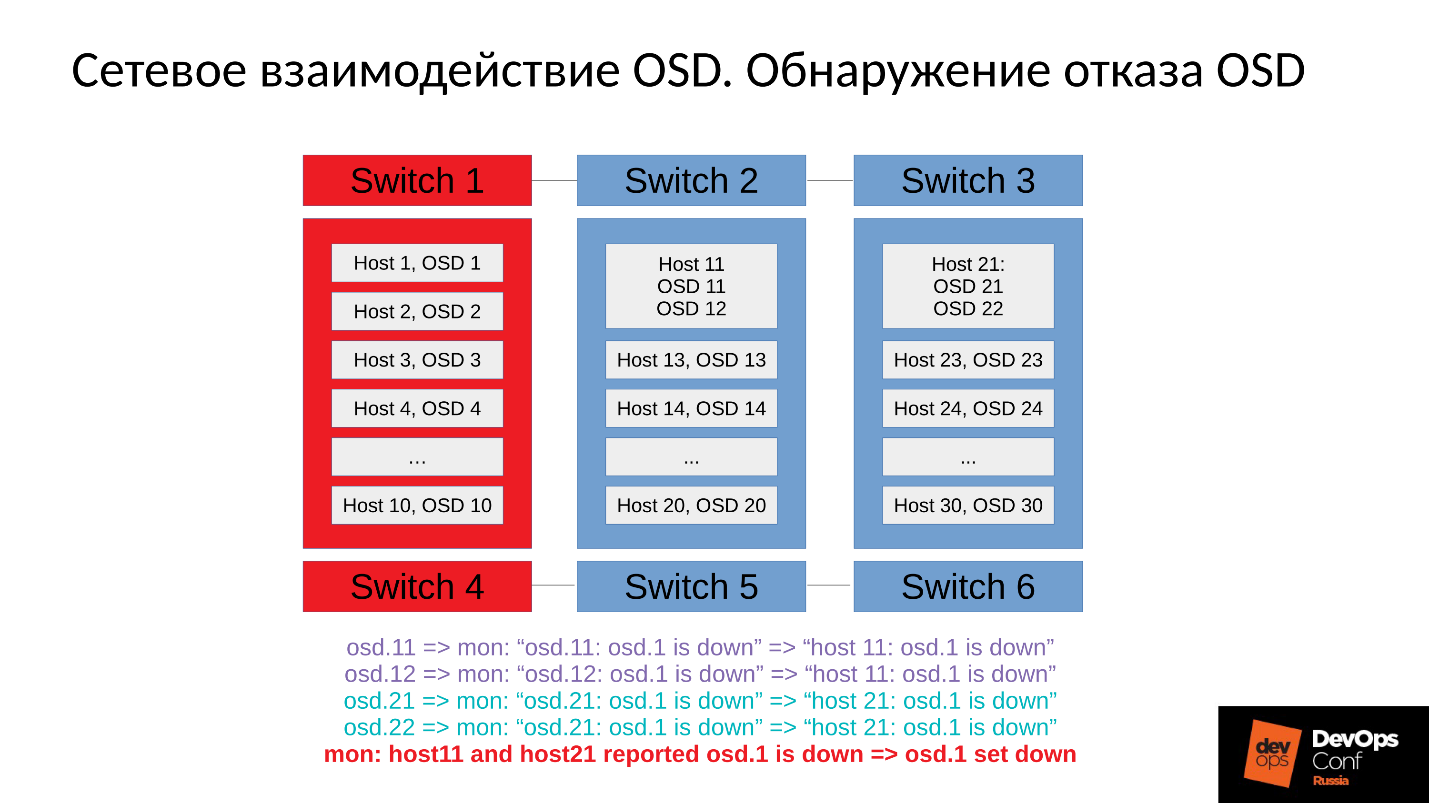 Сетевое взаимодействие OSD. Обнаружение отказа OSD
Switch 1
Switch 2
Switch 3
Host 1, OSD 1
Host 2, OSD 2
Host 3, OSD 3
Host 4, OSD 4
...
Host 10, OSD 10
Host 11
OSD 11
OSD 12
Host 13, OSD 13
Host 14, OSD 14
...
Host 20, OSD 20
Host 21:
OSD 21
OSD 22
Host 23, OSD 23
Host 24, OSD 24
...
Host 30, OSD 30
Switch 4
Switch 5
Switch 6
osd.11 => mon: “osd.11: osd.1 is down” => “host 11: osd.1 is down”
osd.12 => mon: “osd.12: osd.1 is down” => “host 11: osd.1 is down”
osd.21 => mon: “osd.21: osd.1 is down” => “host 21: osd.1 is down”
osd.22 => mon: “osd.21: osd.1 is down” => “host 21: osd.1 is down”
mon: host11 and host21 reported osd.1 is down => osd.1 set down
dev
ops
DevOps
Conf
Russia